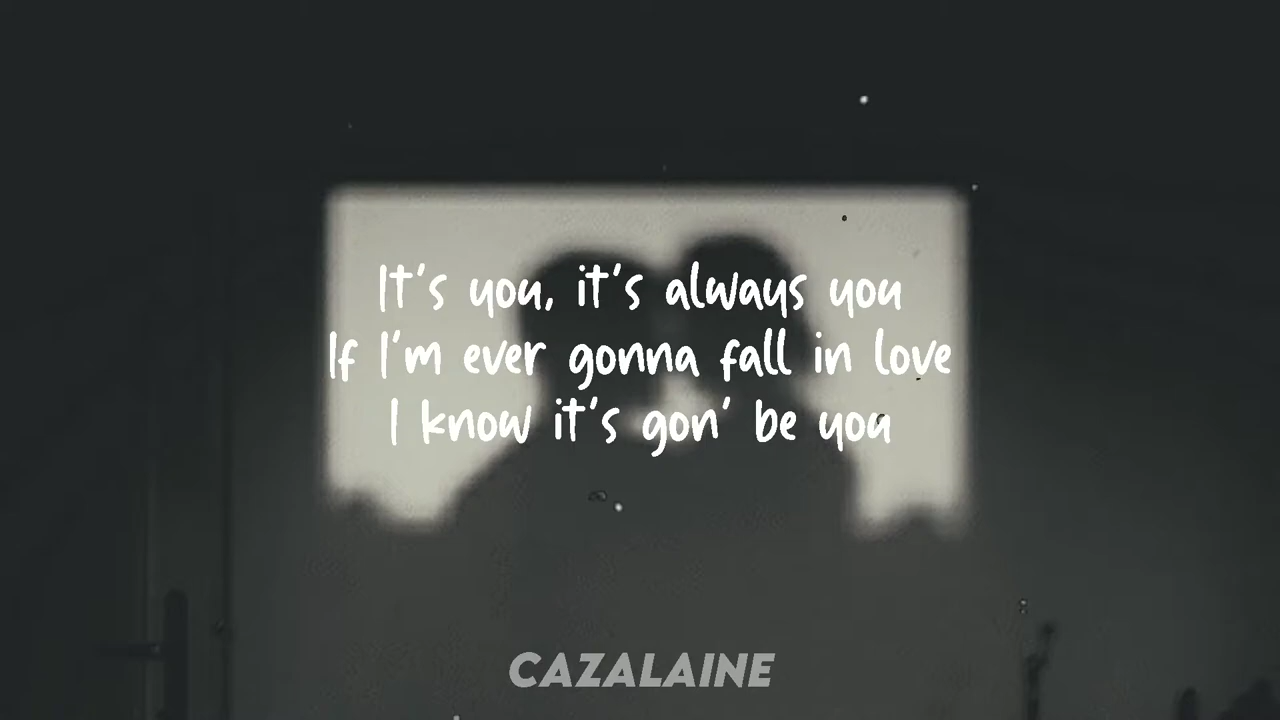 It's you, it's always you
If I'm ever gonna fall in love
I know it's gon' be you
CAZALAINE